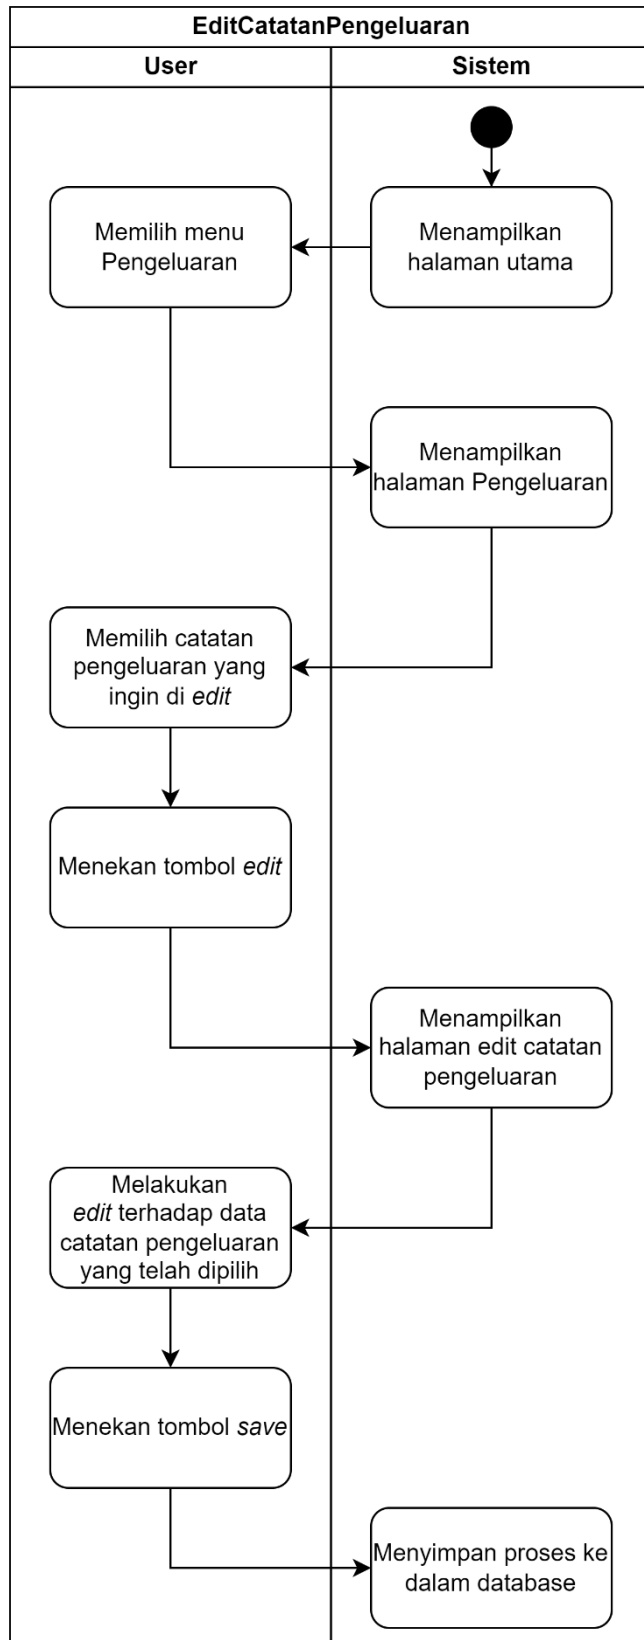 EditCatatanPengeluaran
User
Sistem
Menampilkan
halaman utama
Memilih menu
Pengeluaran
Menampilkan
halaman Pengeluaran
Memilih catatan
pengeluaran yang
ingin di edit
Menekan tombol edit
Menampilkan
halaman edit catatan
pengeluaran
Melakukan
edit terhadap data
catatan pengeluaran
yang telah dipilih
Menekan tombol save
Menyimpan proses ke
dalam database